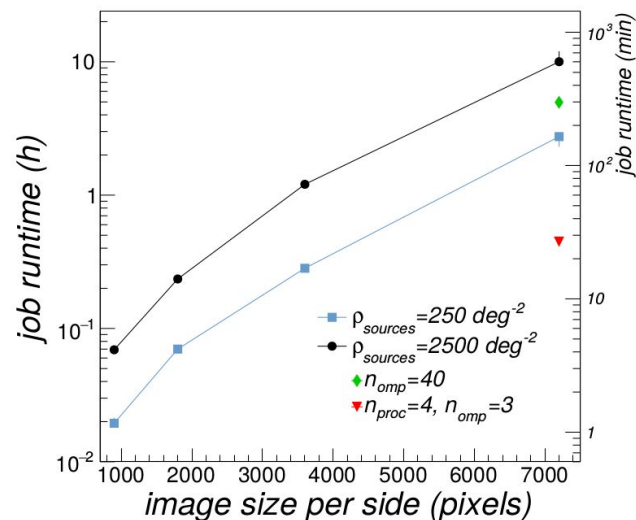 job runtime (h)
10
1
10⁻¹
10⁻²
1000 2000 3000 4000 5000 6000 7000
image size per side (pixels)
job runtime (min)
10³
10²
10
1
ρsources=250 deg⁻²
ρsources=2500 deg⁻²
nomp=40
nproc=4, nomp=3